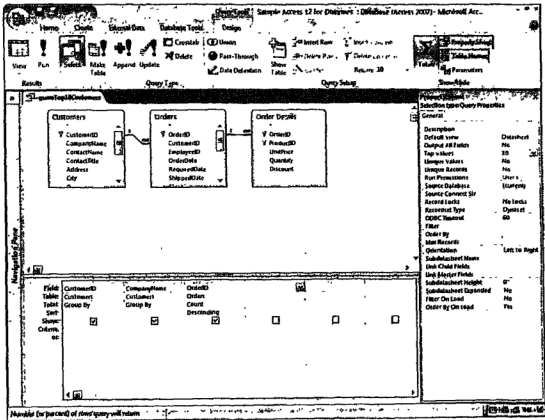 Sample Access 12 for Designers : Database (Access 2007) - Microsoft Acc...
Home Create External Data Database Tools Design
View Run Select Make Table Append Update
Crosstab
Delete
Union
Pass-Through
Data Definition
Show Table
Insert Row
Return: 10
Totals
Property Sheet
Table Names
Parameters
Results Query Type Query Setup Show/Hide
qryTop10Customers
Customers
CustomerID
CompanyName
ContactName
ContactTitle
Address
City
Orders
OrderID
CustomerID
EmployeeID
OrderDate
RequiredDate
ShippedDate
Order Details
OrderID
ProductID
UnitPrice
Quantity
Discount
Navigation Pane
Selection type: Query Properties
General
Description
Default View Datasheet
Output All Fields No
Top Values 10
Unique Values No
Unique Records No
Run Permissions User's
Source Database (current)
Source Connect Str
Record Locks No Locks
Recordset Type Dynaset
ODBC Timeout 60
Filter
Order By
Max Records
Orientation Left to Right
Subdatasheet Name
Link Child Fields
Link Master Fields
Subdatasheet Height 0"
Subdatasheet Expanded No
Filter On Load No
Order By On Load Yes
Field: CustomerID CompanyName OrderID
Table: Customers Customers Orders
Total: Group By Group By Count
Sort: Descending
Show:
Criteria:
or:
Number (or percent) of rows query will return